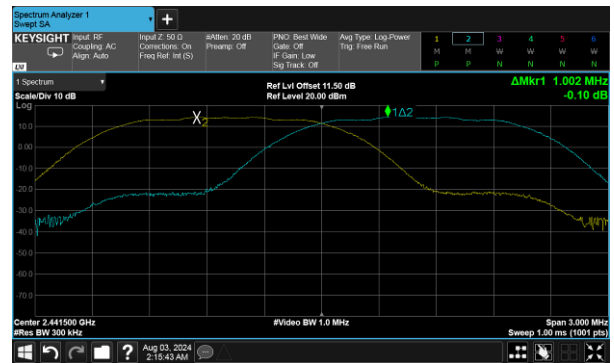 Spectrum Analyzer 1
Swept SA
KEYSIGHT
Input: RF
Coupling: AC
Align: Auto
Input Z: 50 Ω
Corrections: On
Freq Ref: Int (S)
#Atten: 20 dB
Preamp: Off
PNO: Best Wide
Gate: Off
IF Gain: Low
Sig Track: Off
Avg Type: Log-Power
Trig: Free Run
1 2 3 4 5 6
M M W W W W
P P N N N N
LXI
1 Spectrum
Scale/Div 10 dB
Ref Lvl Offset 11.50 dB
Ref Level 20.00 dBm
ΔMkr1 1.002 MHz
-0.10 dB
Log
10.0
0.00
-10.0
-20.0
-30.0
-40.0
-50.0
-60.0
-70.0
X2
1Δ2
Center 2.441500 GHz
#Res BW 300 kHz
#Video BW 1.0 MHz
Span 3.000 MHz
Sweep 1.00 ms (1001 pts)
Aug 03, 2024
2:15:43 AM